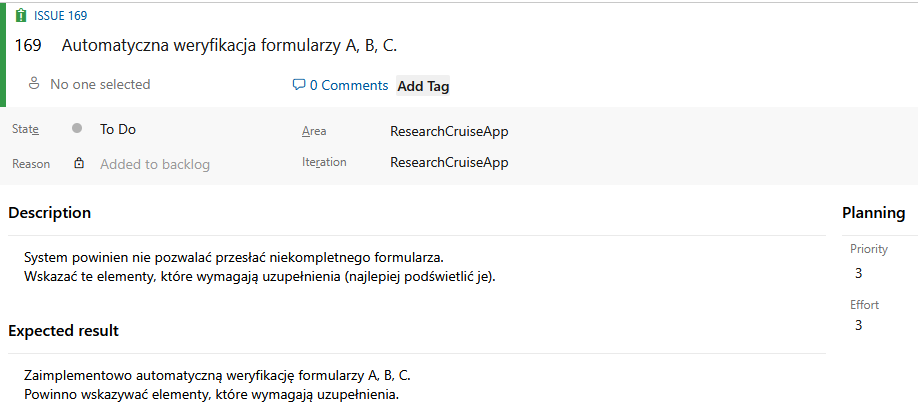 ISSUE 169
169 Automatyczna weryfikacja formularzy A, B, C.
No one selected
0 Comments
Add Tag
State To Do
Area ResearchCruiseApp
Reason Added to backlog
Iteration ResearchCruiseApp
Description
System powinien nie pozwalać przesłać niekompletnego formularza.
Wskazać te elementy, które wymagają uzupełnienia (najlepiej podświetlić je).
Expected result
Zaimplementowo automatyczną weryfikację formularzy A, B, C.
Powinno wskazywać elementy, które wymagają uzupełnienia.
Planning
Priority
3
Effort
3